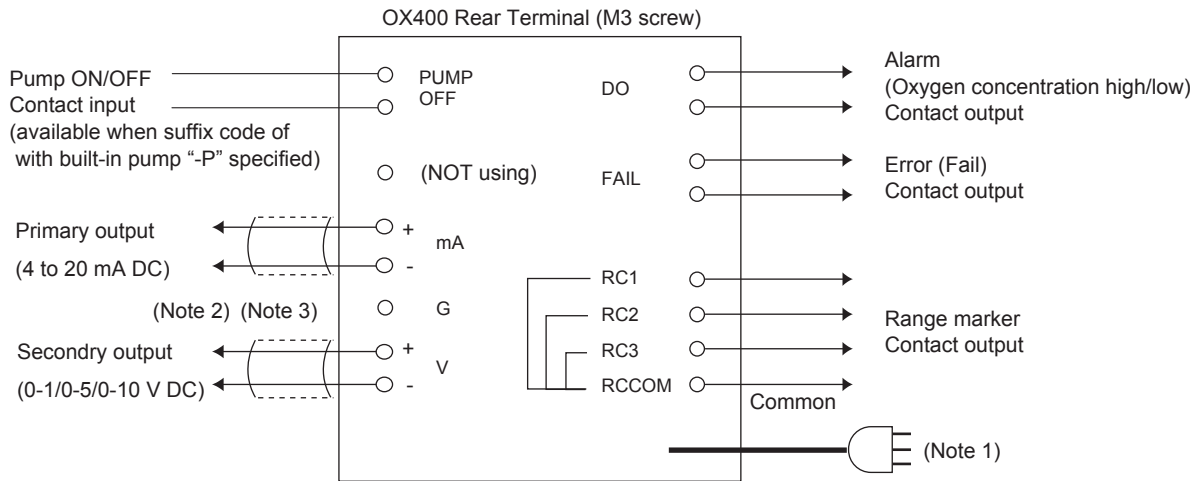 OX400 Rear Terminal (M3 screw)
Pump ON/OFF
Contact input
(available when suffix code of
with built-in pump “-P” specified)
PUMP
OFF
(NOT using)
Primary output
(4 to 20 mA DC)
+
mA
-
(Note 2) (Note 3)
G
Secondry output
(0-1/0-5/0-10 V DC)
+
V
-
DO
Alarm
(Oxygen concentration high/low)
Contact output
FAIL
Error (Fail)
Contact output
RC1
RC2
RC3
RCCOM
Range marker
Contact output
Common
(Note 1)